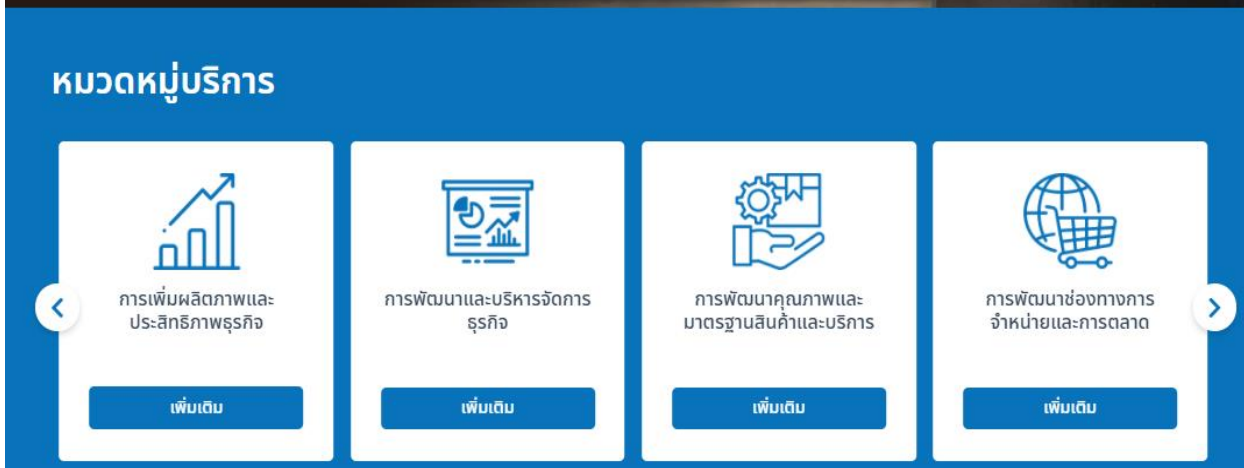 หมวดหมู่บริการ
การเพิ่มผลิตภาพและ
ประสิทธิภาพธุรกิจ
เพิ่มเติม
การพัฒนาและบริหารจัดการ
ธุรกิจ
เพิ่มเติม
การพัฒนาคุณภาพและ
มาตรฐานสินค้าและบริการ
เพิ่มเติม
การพัฒนาช่องทางการ
จำหน่ายและการตลาด
เพิ่มเติม